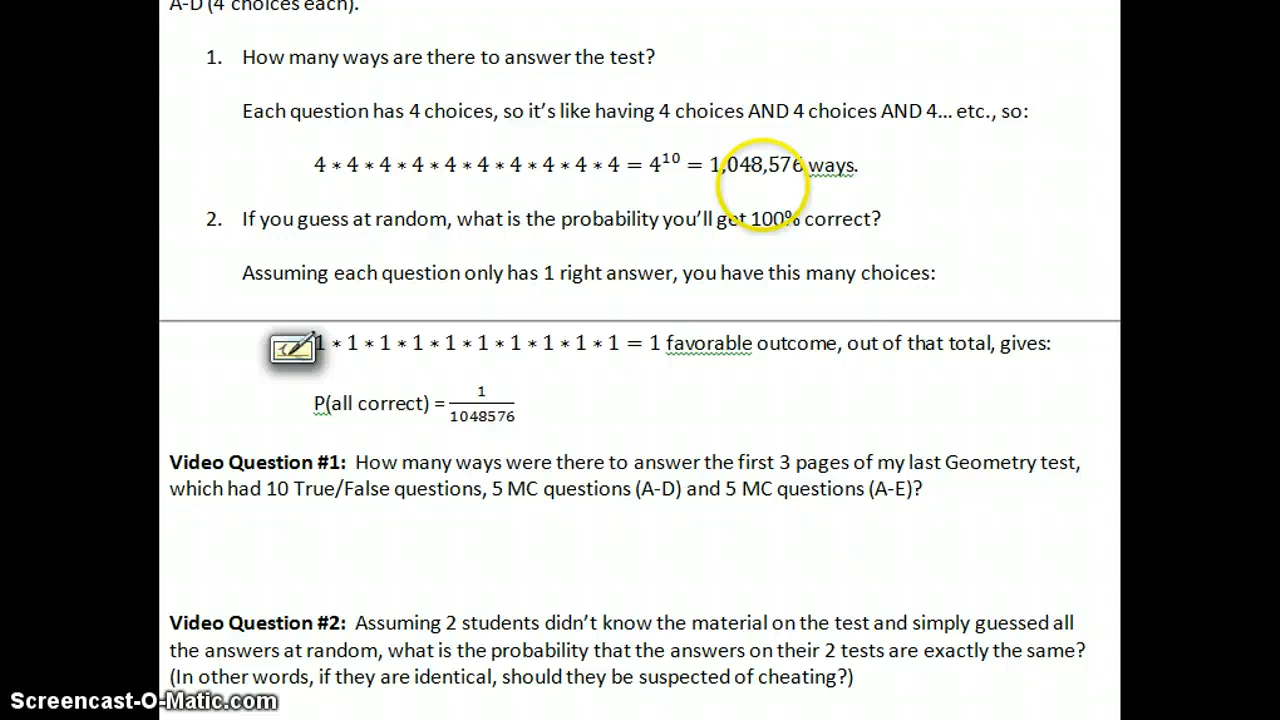 A-D (4 choices each).
1. How many ways are there to answer the test?
Each question has 4 choices, so it's like having 4 choices AND 4 choices AND 4... etc., so:
4 * 4 * 4 * 4 * 4 * 4 * 4 * 4 * 4 * 4 = 4¹⁰ = 1,048,576 ways.
2. If you guess at random, what is the probability you'll get 100% correct?
Assuming each question only has 1 right answer, you have this many choices:
1 * 1 * 1 * 1 * 1 * 1 * 1 * 1 * 1 * 1 = 1 favorable outcome, out of that total, gives:
P(all correct) = 1/1048576
Video Question #1: How many ways were there to answer the first 3 pages of my last Geometry test,
which had 10 True/False questions, 5 MC questions (A-D) and 5 MC questions (A-E)?
Video Question #2: Assuming 2 students didn't know the material on the test and simply guessed all
the answers at random, what is the probability that the answers on their 2 tests are exactly the same?
(In other words, if they are identical, should they be suspected of cheating?)
Screencast-O-Matic.com